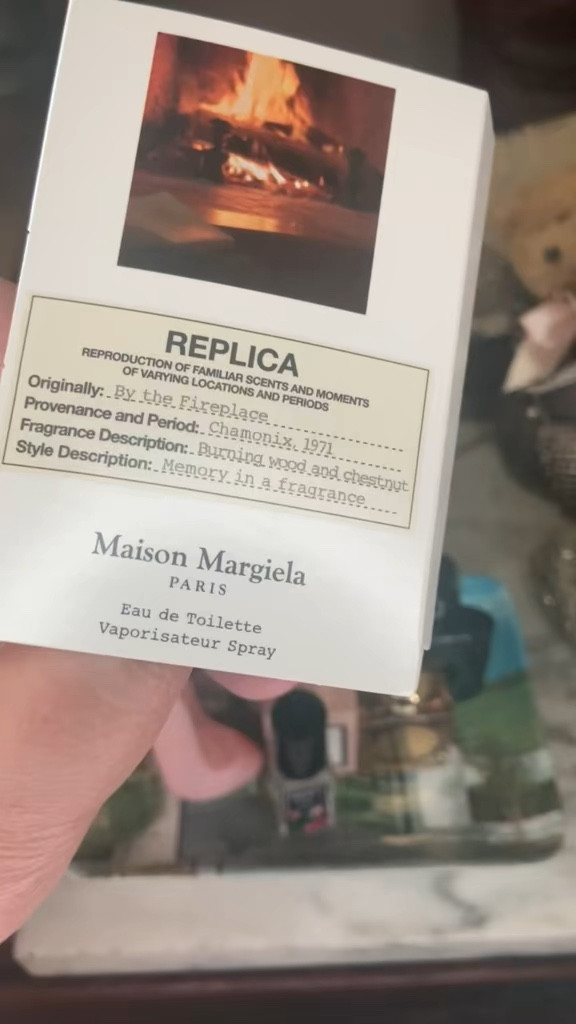 REPLICA
REPRODUCTION OF FAMILIAR SCENTS AND MOMENTS
OF VARYING LOCATIONS AND PERIODS
Originally: By the Fireplace
Provenance and Period: Chamonix, 1971
Fragrance Description: Burning wood and chestnut
Style Description: Memory in a fragrance
Maison Margiela
PARIS
Eau de Toilette
Vaporisateur Spray